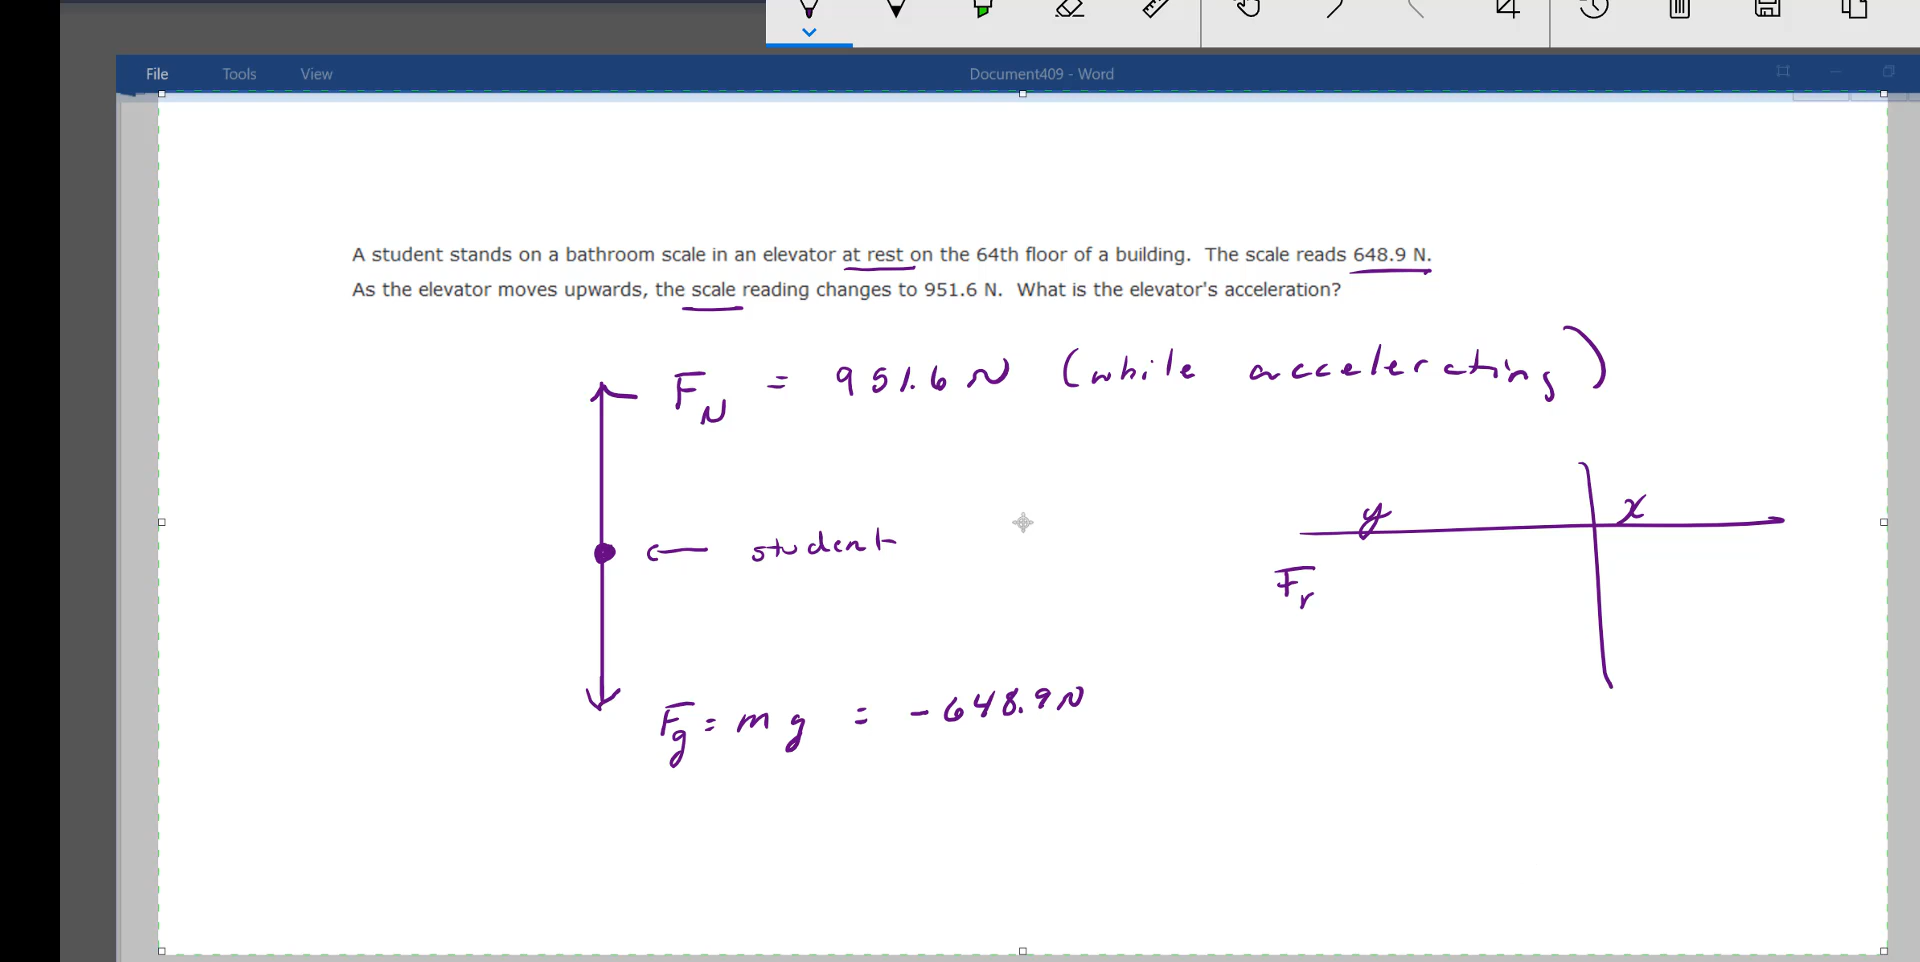 File Tools View Document409 - Word
A student stands on a bathroom scale in an elevator at rest on the 64th floor of a building. The scale reads 648.9 N.
As the elevator moves upwards, the scale reading changes to 951.6 N. What is the elevator's acceleration?
F_N = 951.6 N (while accelerating)
y x
← student
F_r
F_g = mg = -648.9 N